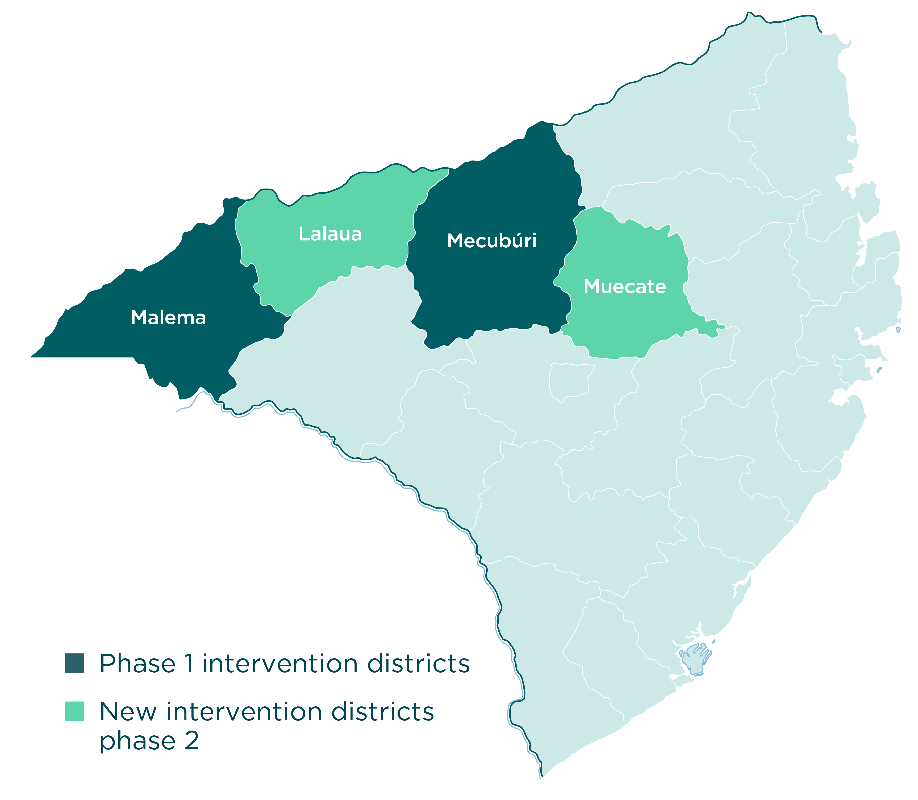 Lalaua
Mecubúri
Muecate
Malema
Phase 1 intervention districts
New intervention districts
phase 2